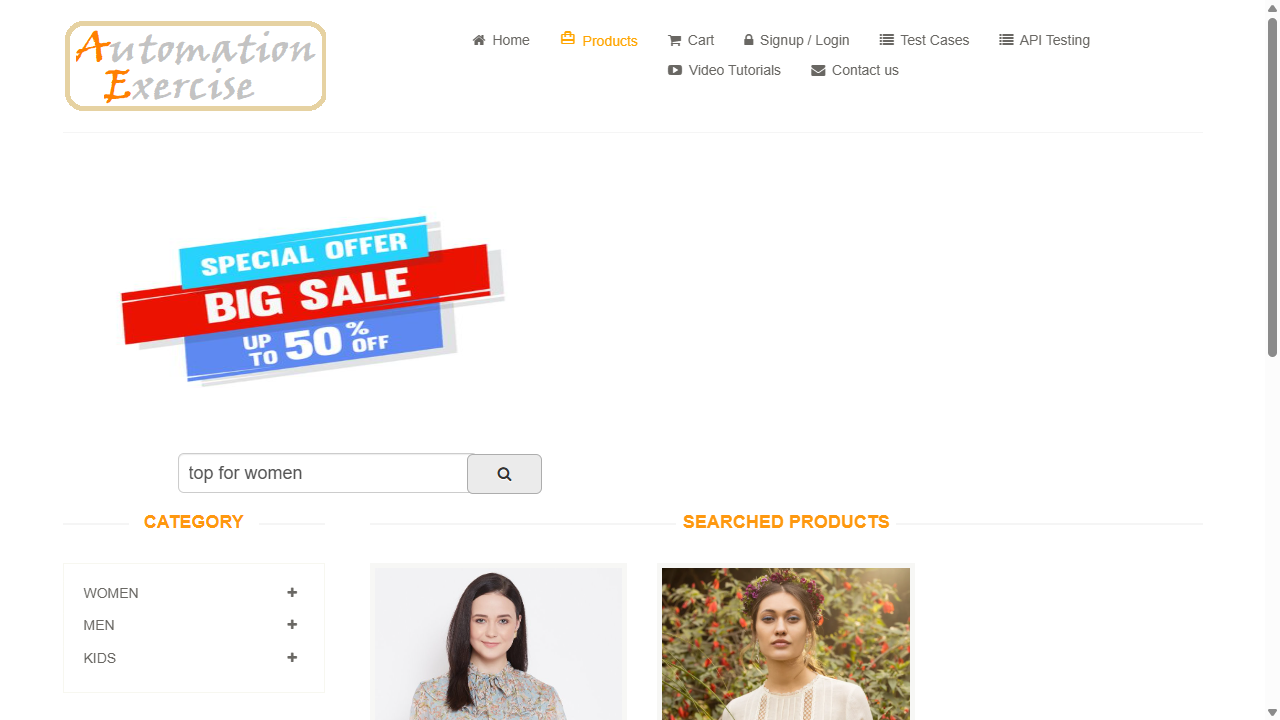 Automation
Exercise
Home
Products
Cart
Signup / Login
Test Cases
API Testing
Video Tutorials
Contact us
SPECIAL OFFER
BIG SALE
UP TO 50% OFF
top for women
CATEGORY
SEARCHED PRODUCTS
WOMEN
MEN
KIDS